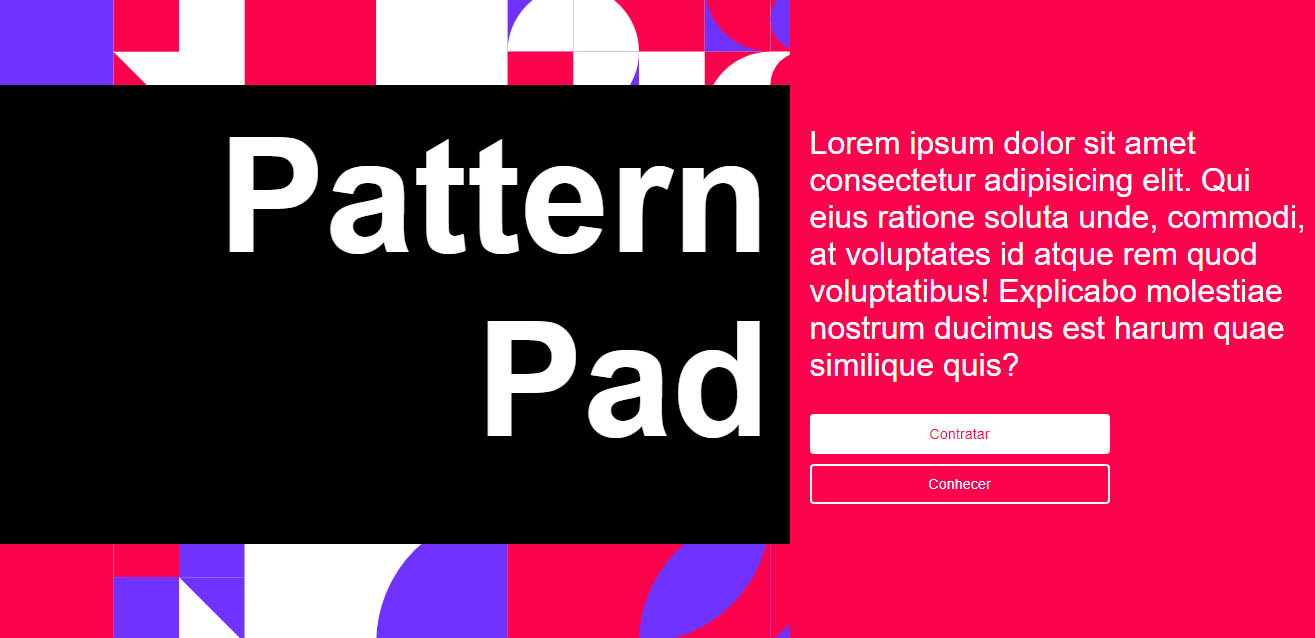 Pattern
Pad
Lorem ipsum dolor sit amet
consectetur adipisicing elit. Qui
eius ratione soluta unde, commodi,
at voluptates id atque rem quod
voluptatibus! Explicabo molestiae
nostrum ducimus est harum quae
similique quis?
Contratar
Conhecer